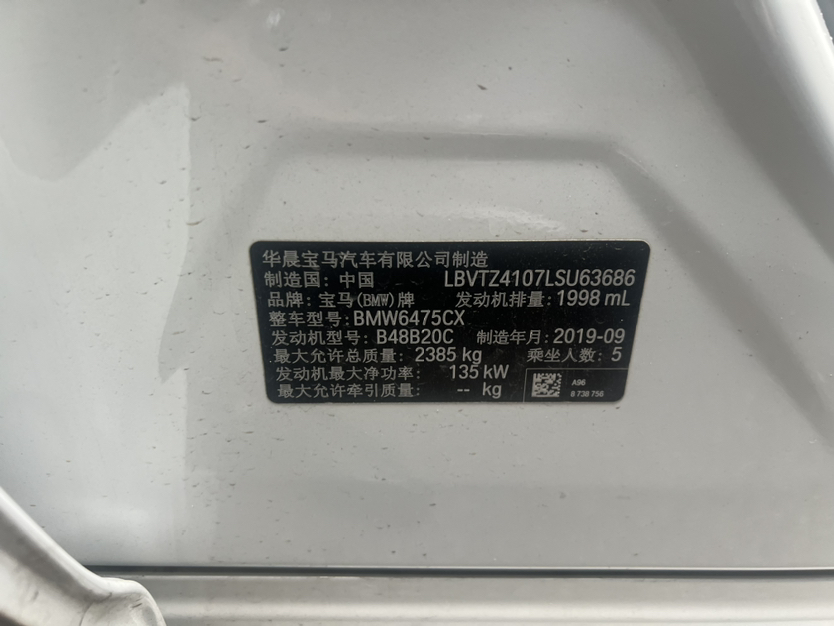 华晨宝马汽车有限公司制造
制造国: 中国 LBVTZ4107LSU63686
品牌: 宝马(BMW)牌 发动机排量: 1998 mL
整车型号: BMW6475CX
发动机型号: B48B20C 制造年月: 2019-09
最大允许总质量: 2385 kg 乘坐人数: 5
发动机最大净功率: 135 kW
最大允许牵引质量: -- kg
A96
8 738 756